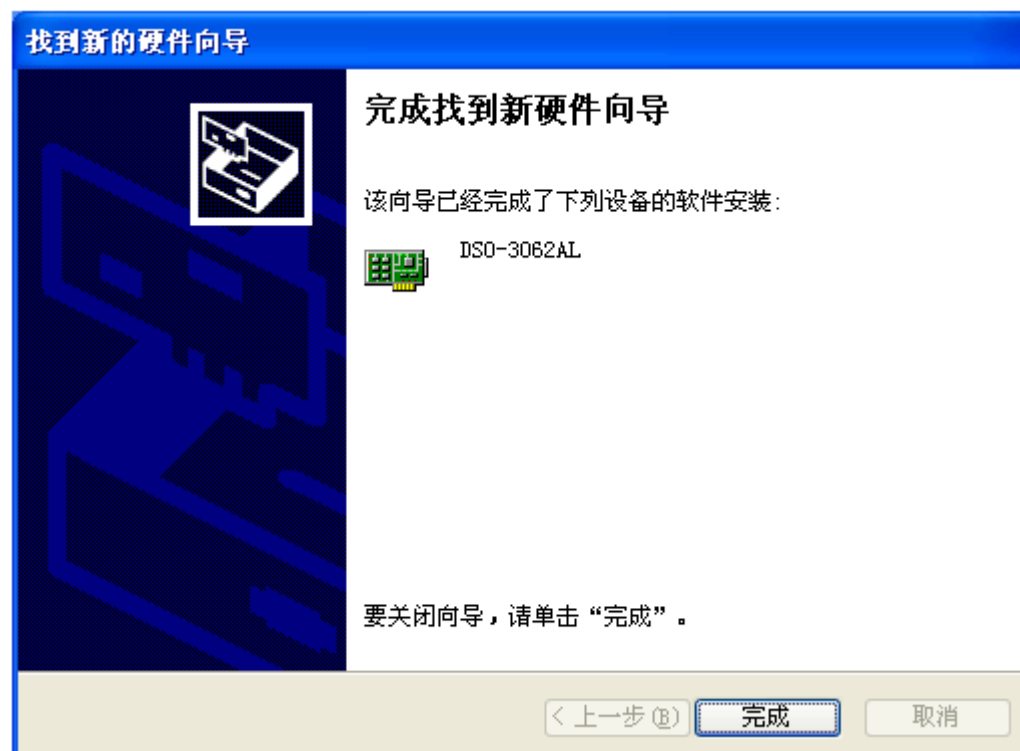 找到新的硬件向导
完成找到新硬件向导
该向导已经完成了下列设备的软件安装:
DSO-3062AL
要关闭向导，请单击“完成”。
< 上一步(B) 完成 取消